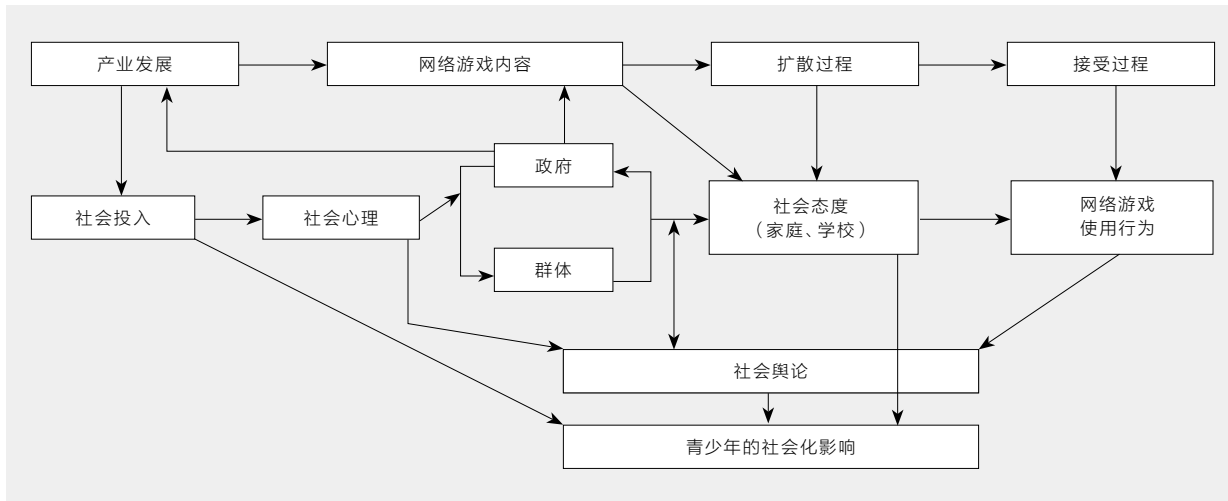 产业发展
网络游戏内容
扩散过程
接受过程
政府
社会投入
社会心理
社会态度
（家庭、学校）
网络游戏
使用行为
群体
社会舆论
青少年的社会化影响